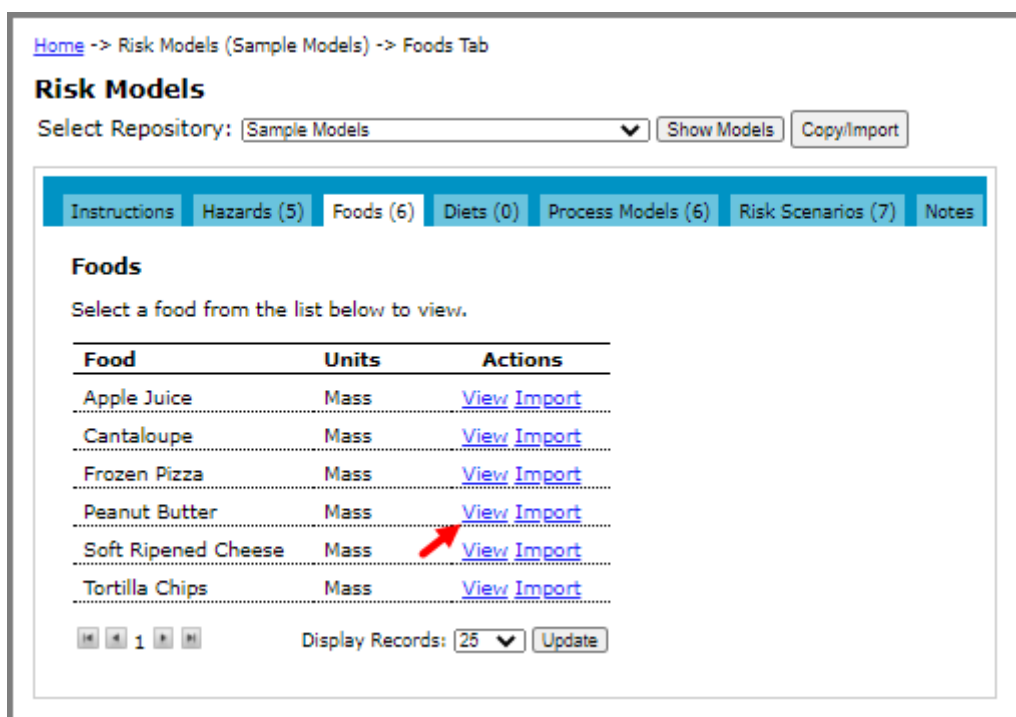 Home -> Risk Models (Sample Models) -> Foods Tab
Risk Models
Select Repository: Sample Models Show Models Copy/Import
Instructions Hazards (5) Foods (6) Diets (0) Process Models (6) Risk Scenarios (7) Notes
Foods
Select a food from the list below to view.
Food Units Actions
Apple Juice Mass View Import
Cantaloupe Mass View Import
Frozen Pizza Mass View Import
Peanut Butter Mass View Import
Soft Ripened Cheese Mass View Import
Tortilla Chips Mass View Import
1 Display Records: 25 Update